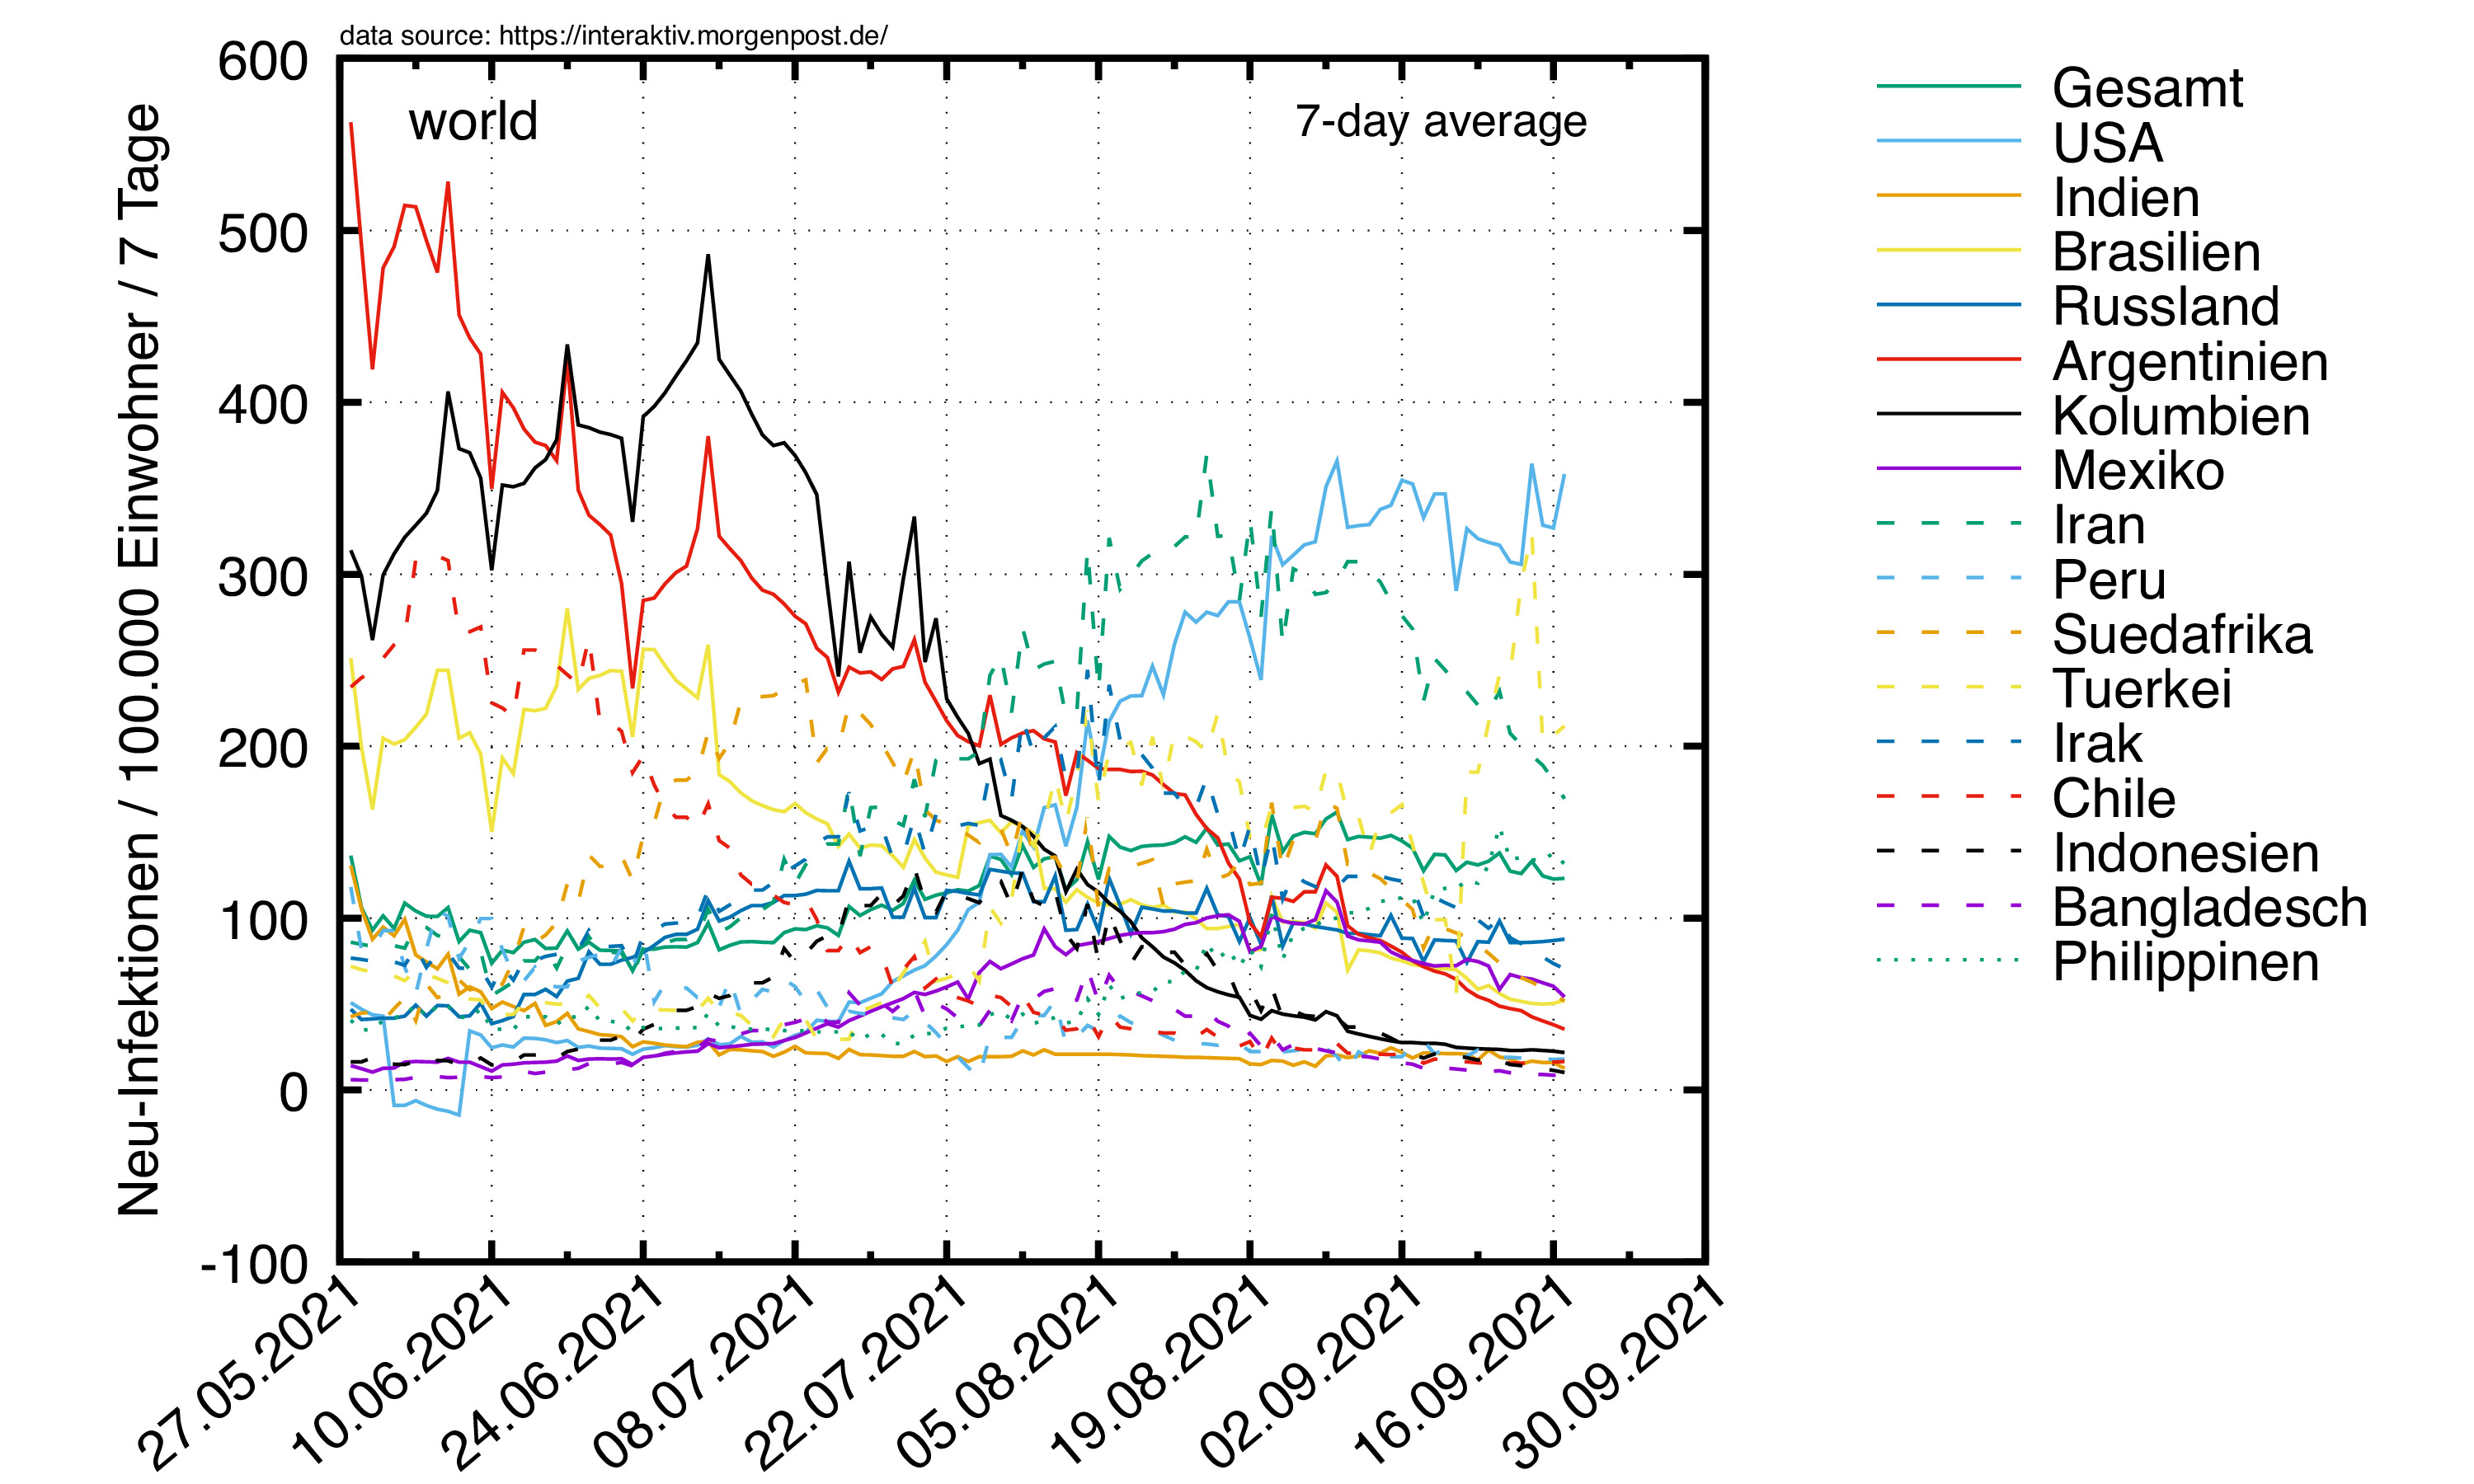 data source: https://interaktiv.morgenpost.de/
world
7-day average
Neu-Infektionen / 100.000 Einwohner / 7 Tage
600
500
400
300
200
100
0
-100
27.05.2021
10.06.2021
24.06.2021
08.07.2021
22.07.2021
05.08.2021
19.08.2021
02.09.2021
16.09.2021
30.09.2021
Gesamt
USA
Indien
Brasilien
Russland
Argentinien
Kolumbien
Mexiko
Iran
Peru
Suedafrika
Tuerkei
Irak
Chile
Indonesien
Bangladesch
Philippinen